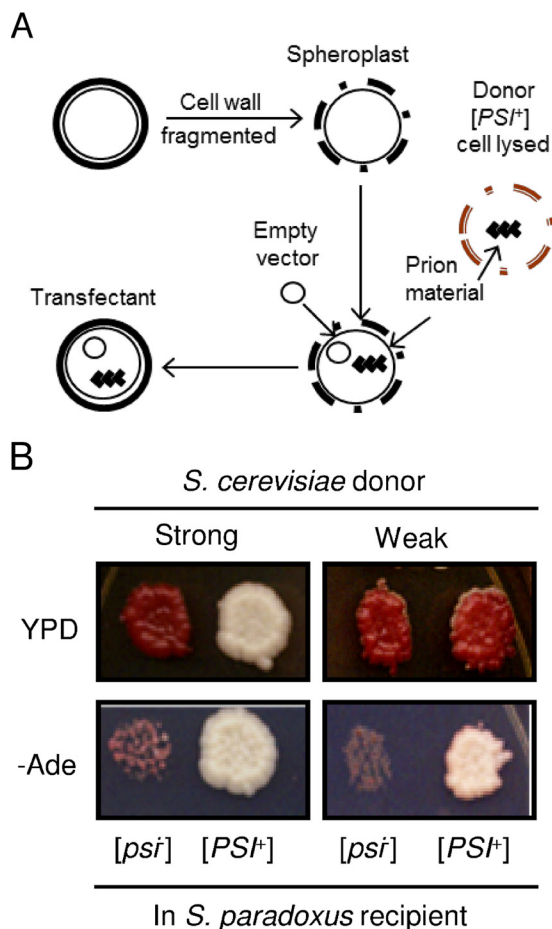 A
Spheroplast
Cell wall
fragmented
Donor
[PSI+]
cell lysed
Empty
vector
Prion
material
Transfectant
B
S. cerevisiae donor
Strong Weak
YPD
-Ade
[psi-] [PSI+] [psi-] [PSI+]
In S. paradoxus recipient